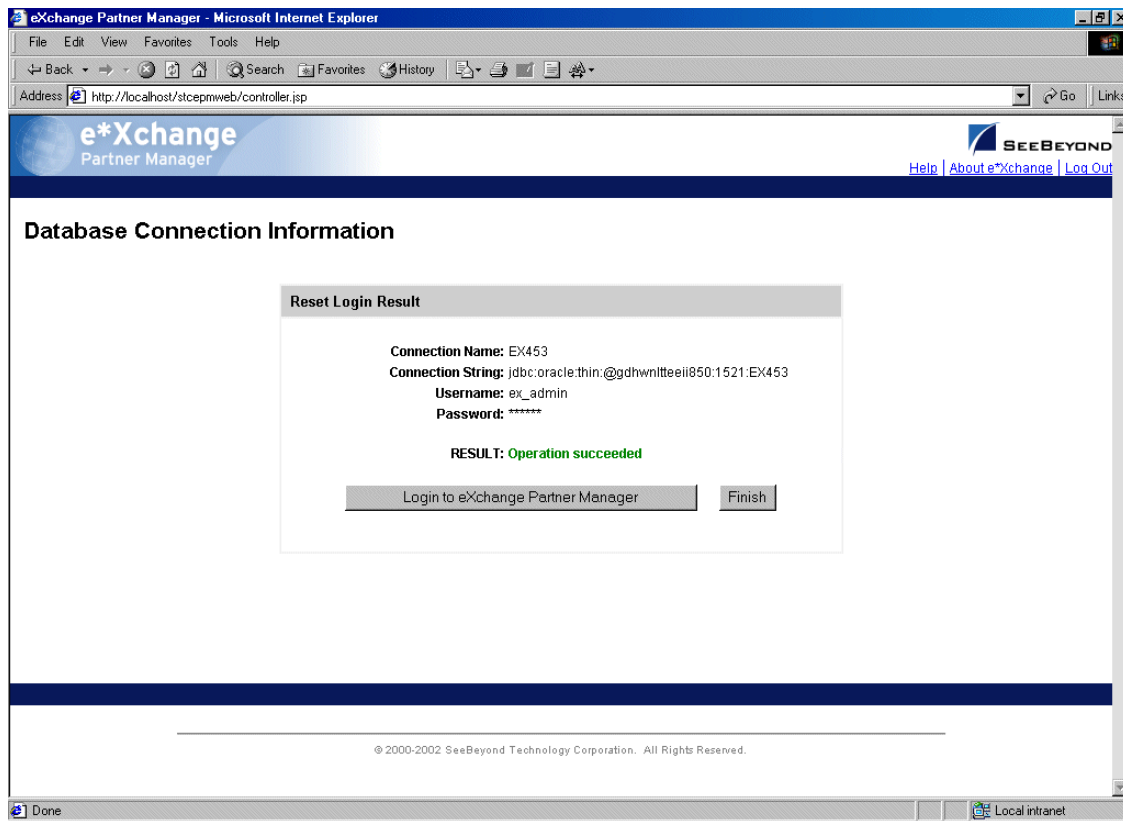 eXchange Partner Manager - Microsoft Internet Explorer
File Edit View Favorites Tools Help
Back Search Favorites History
Address http://localhost/stcepmweb/controller.jsp Go Links
e*Xchange
Partner Manager
SEEBEYOND
Help | About e*Xchange | Log Out
Database Connection Information
Reset Login Result
Connection Name: EX453
Connection String: jdbc:oracle:thin:@gdhwnltteeii850:1521:EX453
Username: ex_admin
Password: ******
RESULT: Operation succeeded
Login to eXchange Partner Manager Finish
© 2000-2002 SeeBeyond Technology Corporation. All Rights Reserved.
Done Local intranet